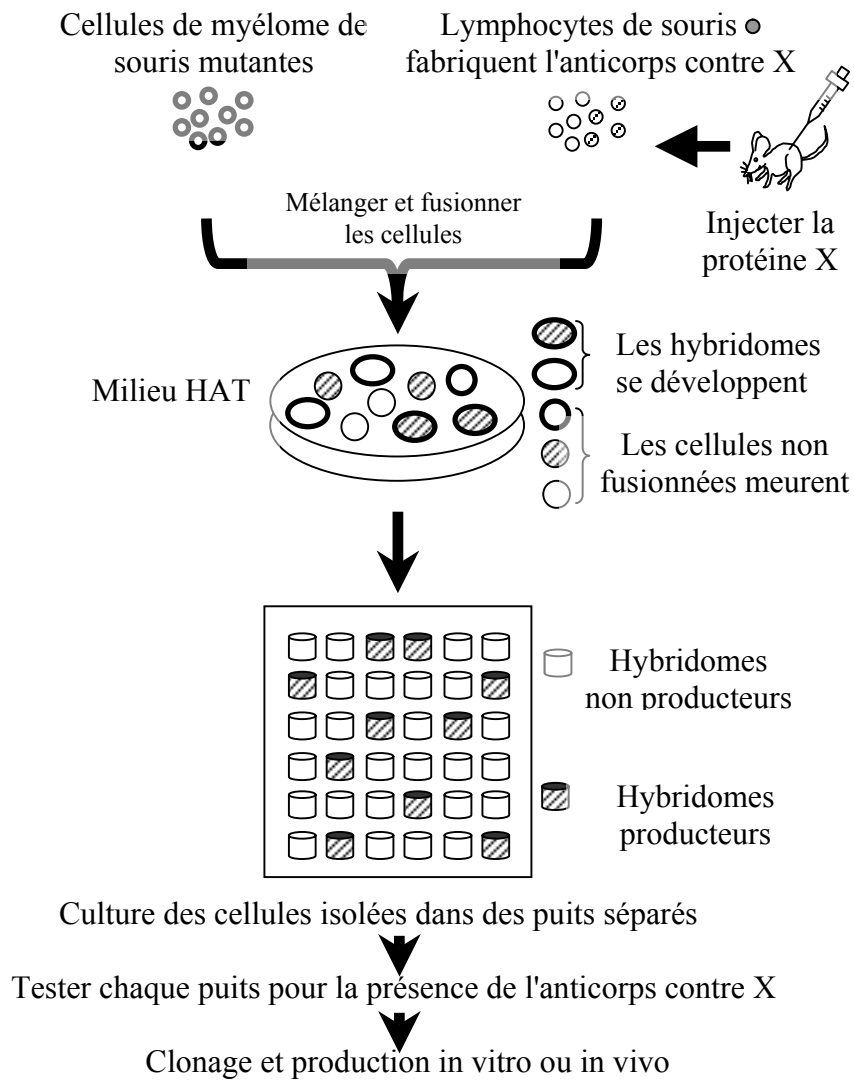 Cellules de myélome de
souris mutantes
Lymphocytes de souris
fabriquent l'anticorps contre X
Injecter la
protéine X
Mélanger et fusionner
les cellules
Milieu HAT
Les hybridomes
se développent
Les cellules non
fusionnées meurent
Hybridomes
non producteurs
Hybridomes
producteurs
Culture des cellules isolées dans des puits séparés
Tester chaque puits pour la présence de l'anticorps contre X
Clonage et production in vitro ou in vivo